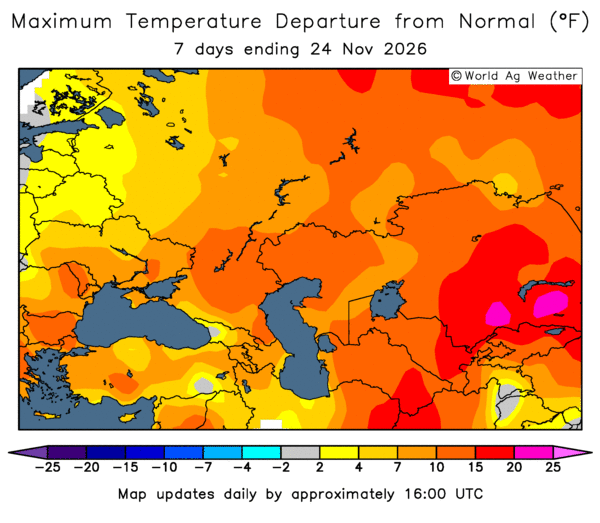 Maximum Temperature Departure from Normal (°F)
7 days ending 24 Nov 2026
© World Ag Weather
-25 -20 -15 -10 -7 -4 -2 2 4 7 10 15 20 25
Map updates daily by approximately 16:00 UTC